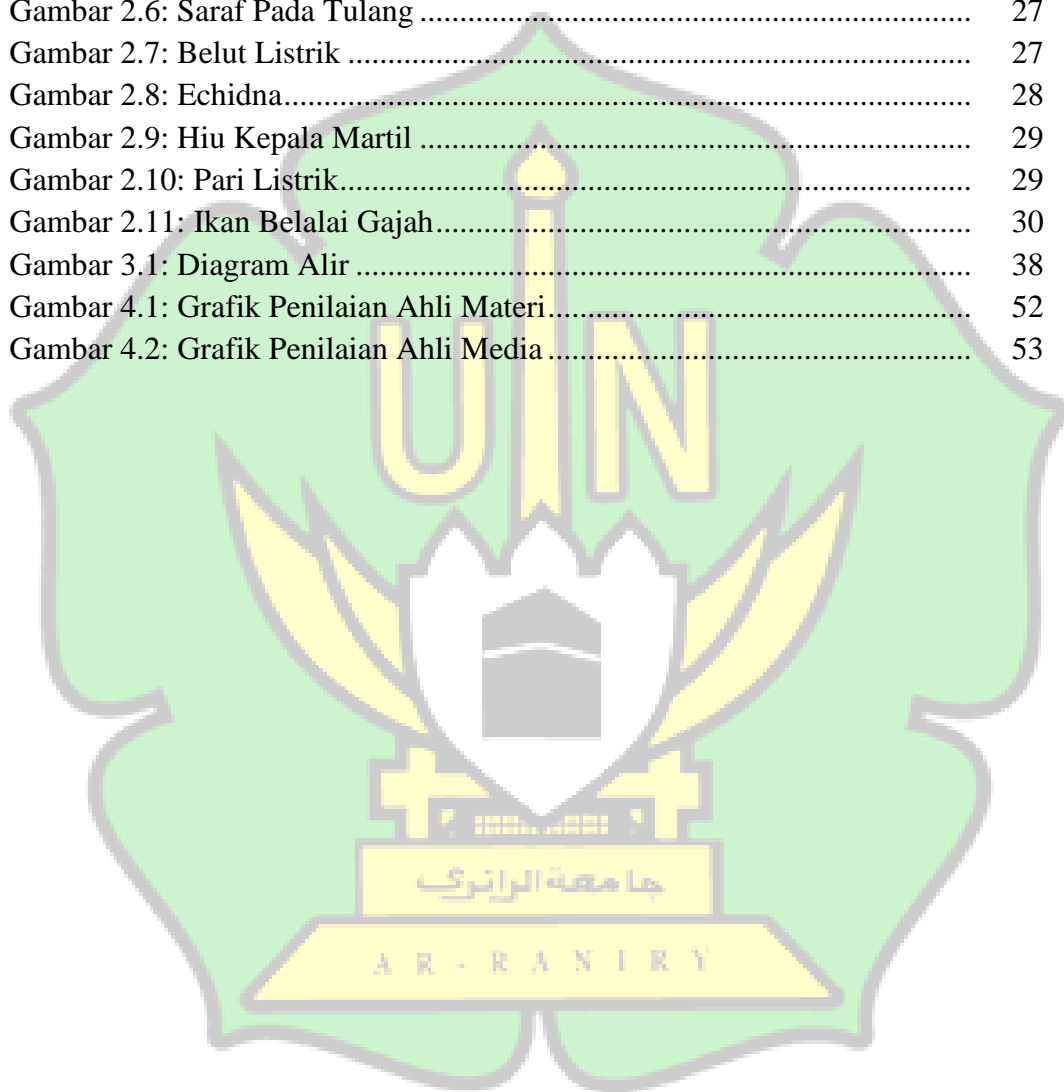 Gambar 2.6: Saraf Pada Tulang .................................................................... 27
Gambar 2.7: Belut Listrik ............................................................................. 27
Gambar 2.8: Echidna..................................................................................... 28
Gambar 2.9: Hiu Kepala Martil .................................................................... 29
Gambar 2.10: Pari Listrik.............................................................................. 29
Gambar 2.11: Ikan Belalai Gajah.................................................................. 30
Gambar 3.1: Diagram Alir ............................................................................ 38
Gambar 4.1: Grafik Penilaian Ahli Materi.................................................... 52
Gambar 4.2: Grafik Penilaian Ahli Media .................................................... 53
UIN
جامعة الرانري
AR-RANIRY